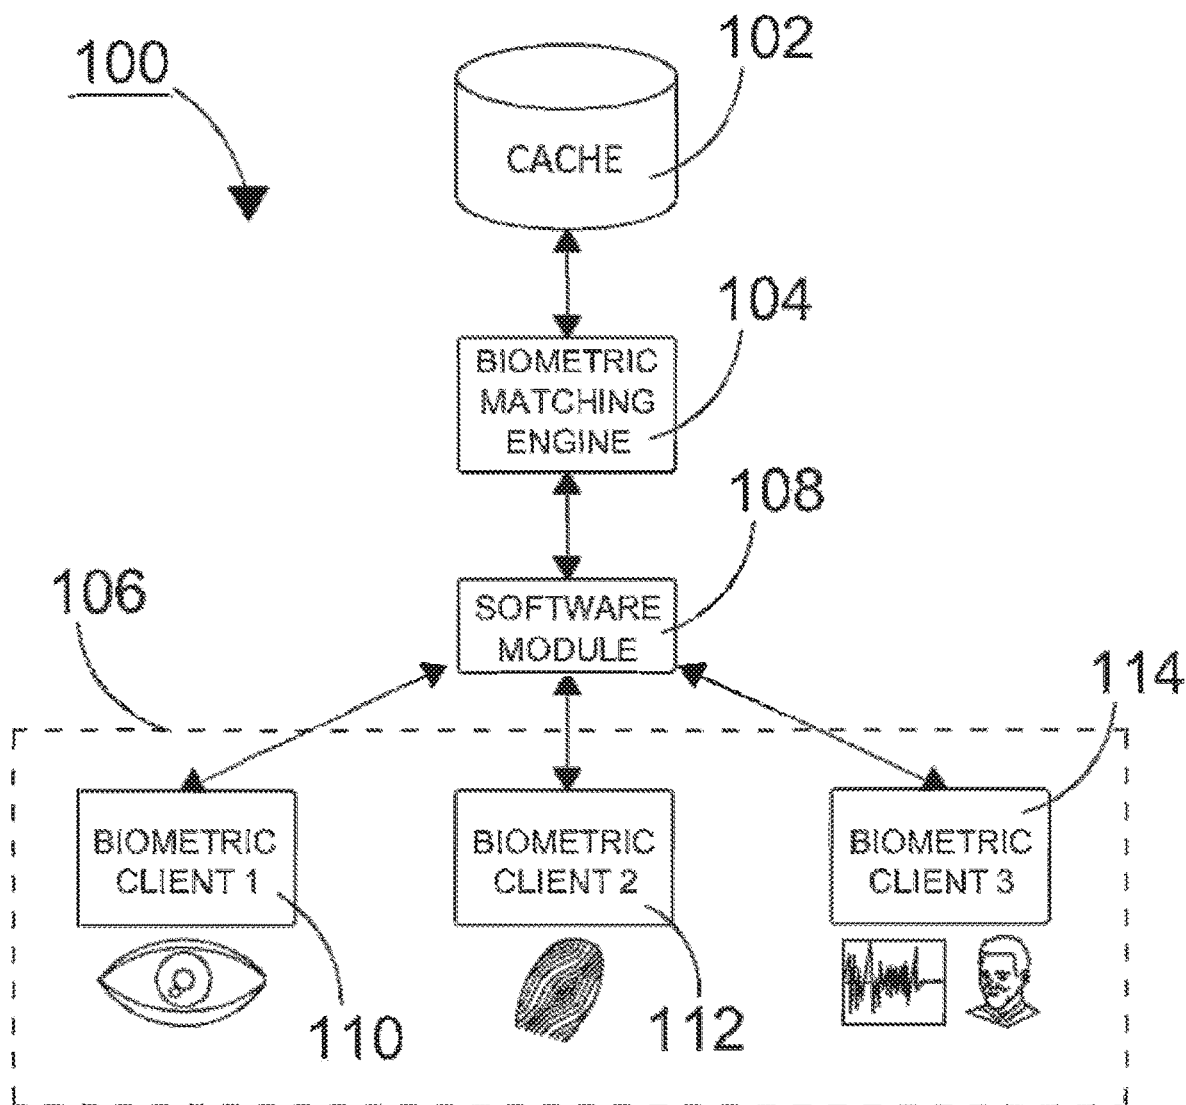 102
100
CACHE
104
BIOMETRIC
MATCHING
ENGINE
108
106
SOFTWARE
MODULE
114
BIOMETRIC
CLIENT 1
BIOMETRIC
CLIENT 2
BIOMETRIC
CLIENT 3
110
112